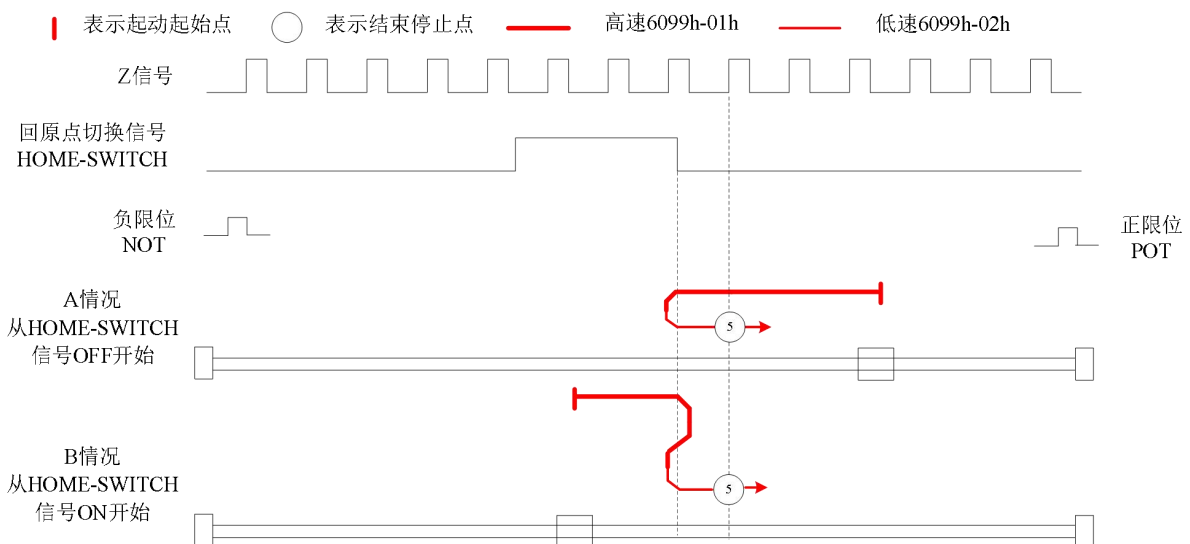 表示起动起始点
表示结束停止点
高速6099h-01h
低速6099h-02h
Z信号
回原点切换信号
HOME-SWITCH
负限位
NOT
正限位
POT
A情况
从HOME-SWITCH
信号OFF开始
5
B情况
从HOME-SWITCH
信号ON开始
5